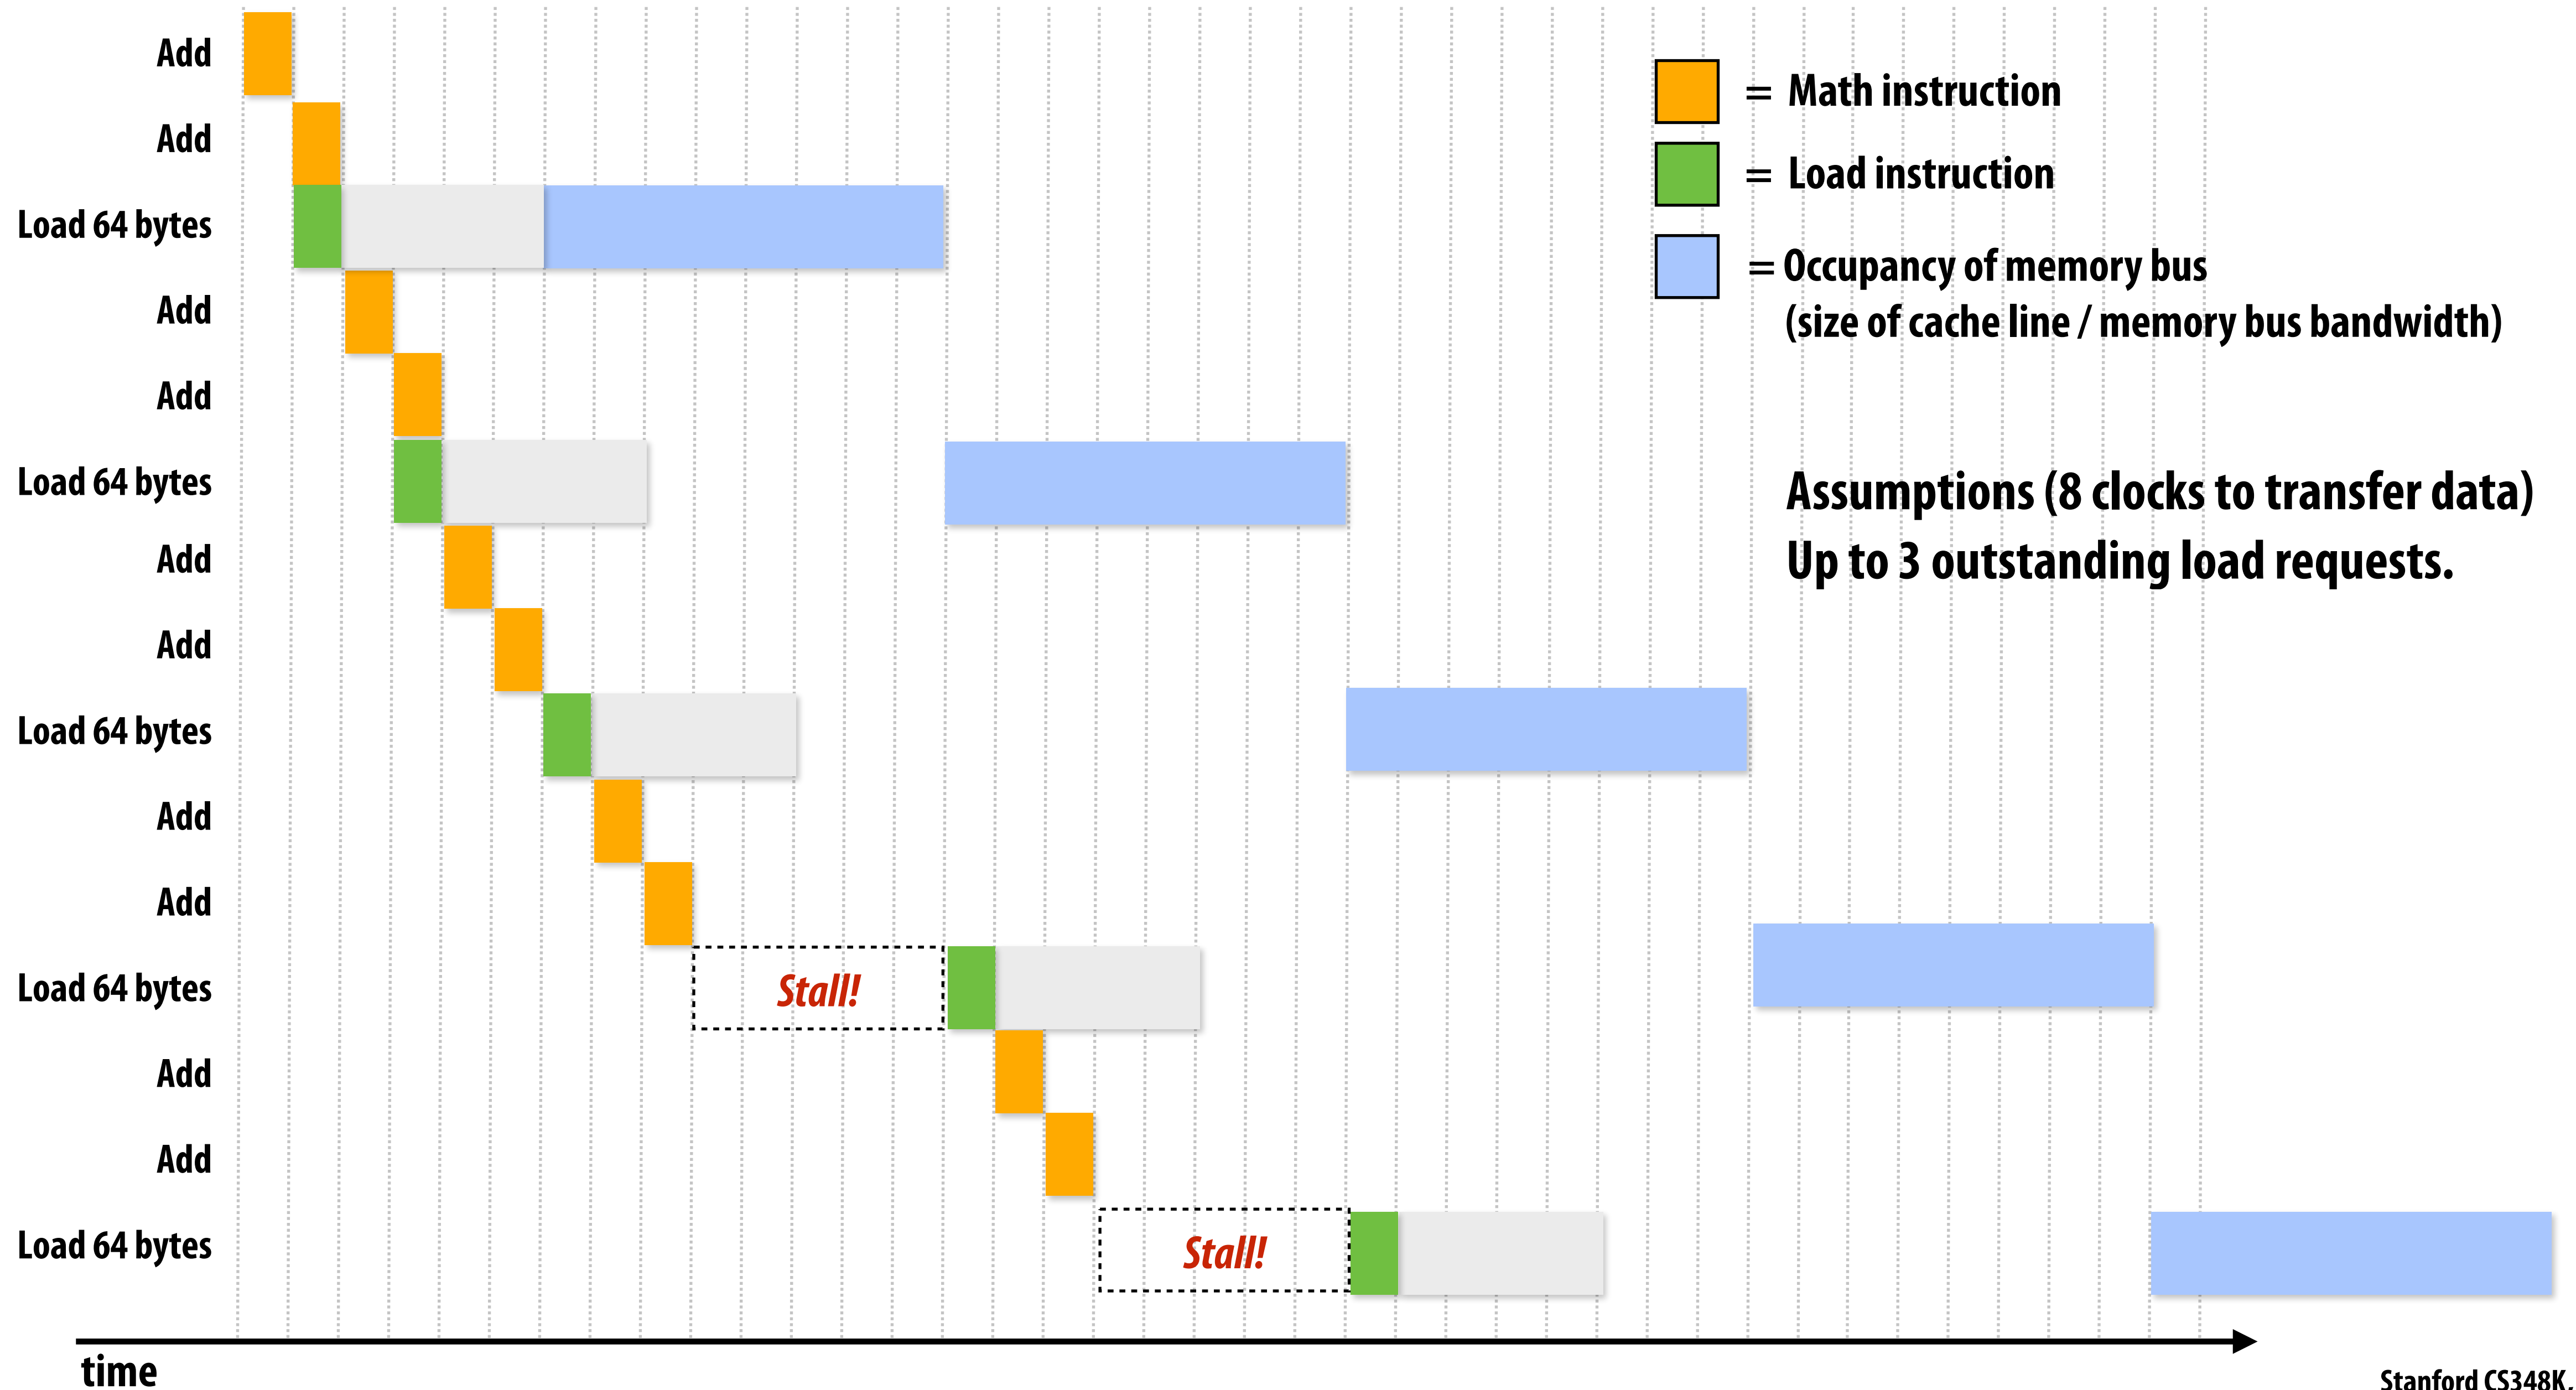 Add
Add
Load 64 bytes
Add
Add
Load 64 bytes
Add
Add
Load 64 bytes
Add
Add
Load 64 bytes
Stall!
Add
Add
Load 64 bytes
Stall!
time
= Math instruction
= Load instruction
= Occupancy of memory bus
(size of cache line / memory bus bandwidth)
Assumptions (8 clocks to transfer data)
Up to 3 outstanding load requests.
Stanford CS348K,